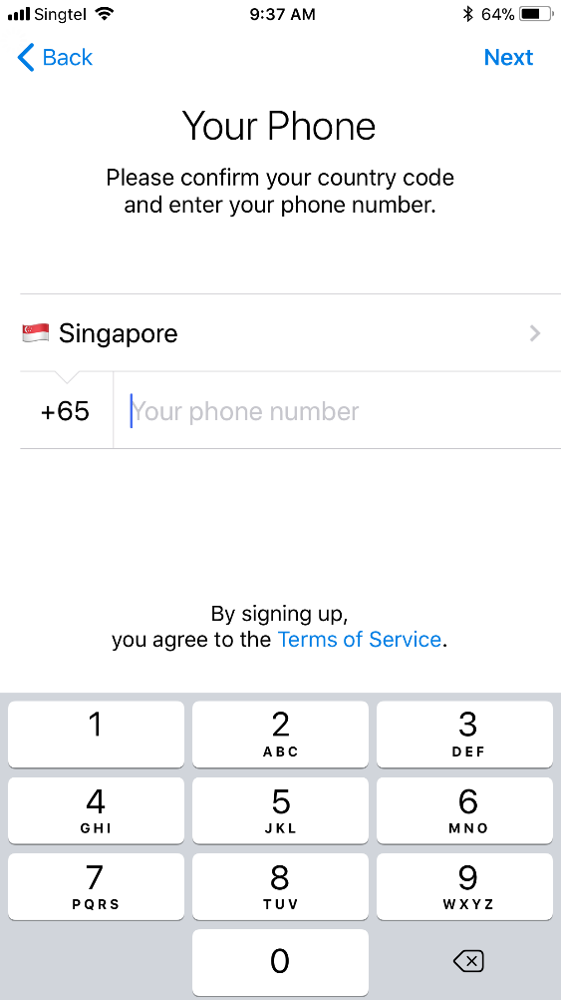 Singtel 9:37 AM 64%
Back Next
Your Phone
Please confirm your country code
and enter your phone number.
Singapore
+65 Your phone number
By signing up,
you agree to the Terms of Service.
1 2 3
ABC DEF
4 5 6
GHI JKL MNO
7 8 9
PQRS TUV WXYZ
0